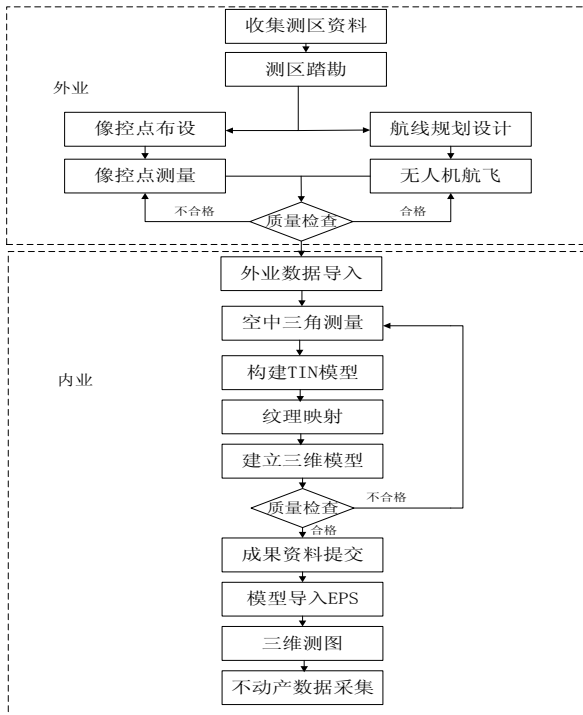 收集测区资料
测区踏勘
外业
像控点布设
航线规划设计
像控点测量
无人机航飞
不合格
质量检查
合格
外业数据导入
空中三角测量
构建TIN模型
内业
纹理映射
建立三维模型
质量检查
不合格
合格
成果资料提交
模型导入EPS
三维测图
不动产数据采集